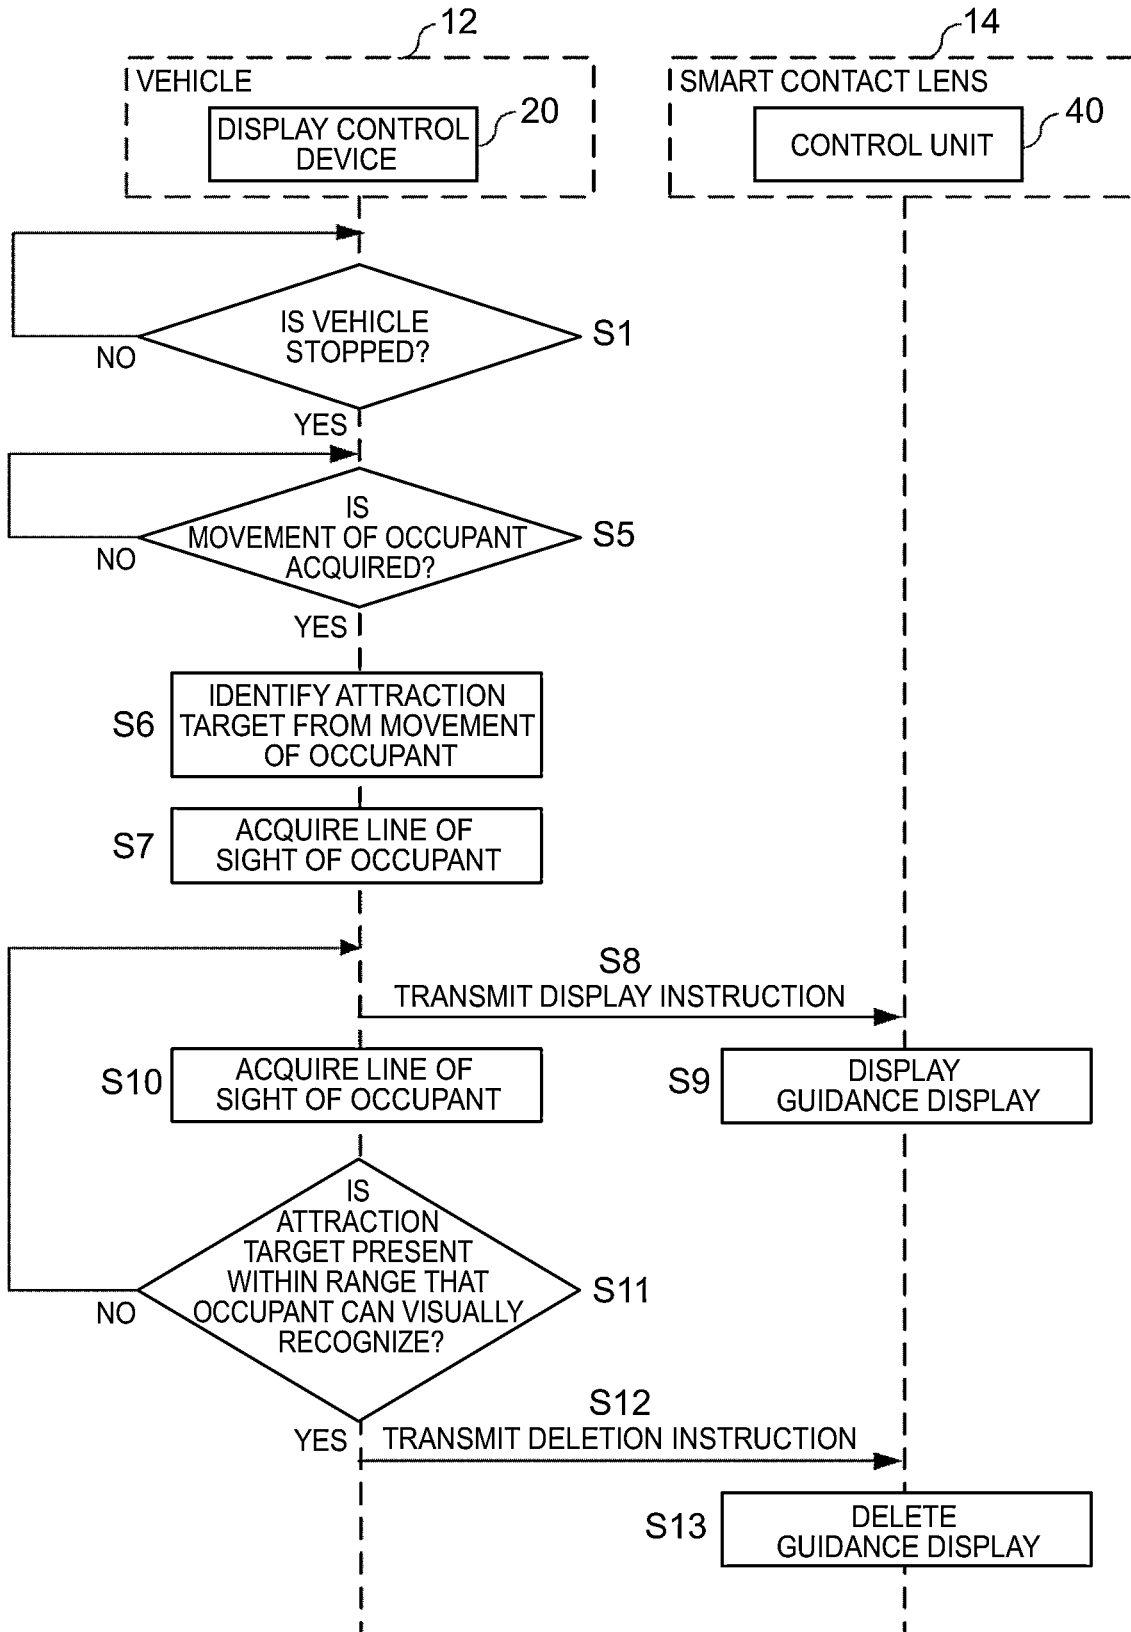 12
14
VEHICLE
SMART CONTACT LENS
DISPLAY CONTROL
DEVICE
20
CONTROL UNIT
40
IS VEHICLE
STOPPED?
S1
NO
YES
IS
MOVEMENT OF OCCUPANT
ACQUIRED?
S5
NO
YES
S6
IDENTIFY ATTRACTION
TARGET FROM MOVEMENT
OF OCCUPANT
S7
ACQUIRE LINE OF
SIGHT OF OCCUPANT
S8
TRANSMIT DISPLAY INSTRUCTION
S10
ACQUIRE LINE OF
SIGHT OF OCCUPANT
S9
DISPLAY
GUIDANCE DISPLAY
IS
ATTRACTION
TARGET PRESENT
WITHIN RANGE THAT
OCCUPANT CAN VISUALLY
RECOGNIZE?
S11
NO
YES
S12
TRANSMIT DELETION INSTRUCTION
S13
DELETE
GUIDANCE DISPLAY